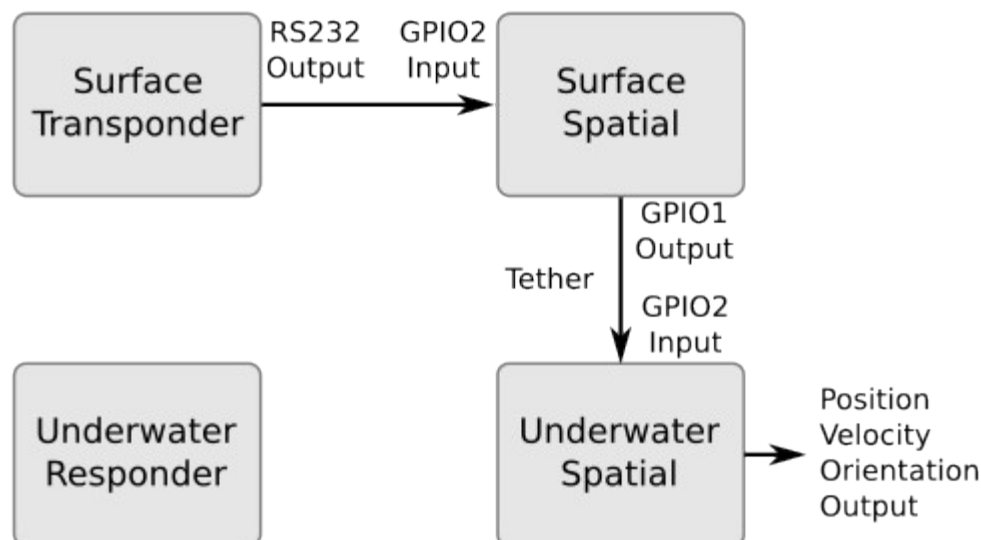 Surface
Transponder
RS232
Output
GPIO2
Input
Surface
Spatial
GPIO1
Output
Tether
GPIO2
Input
Underwater
Responder
Underwater
Spatial
Position
Velocity
Orientation
Output